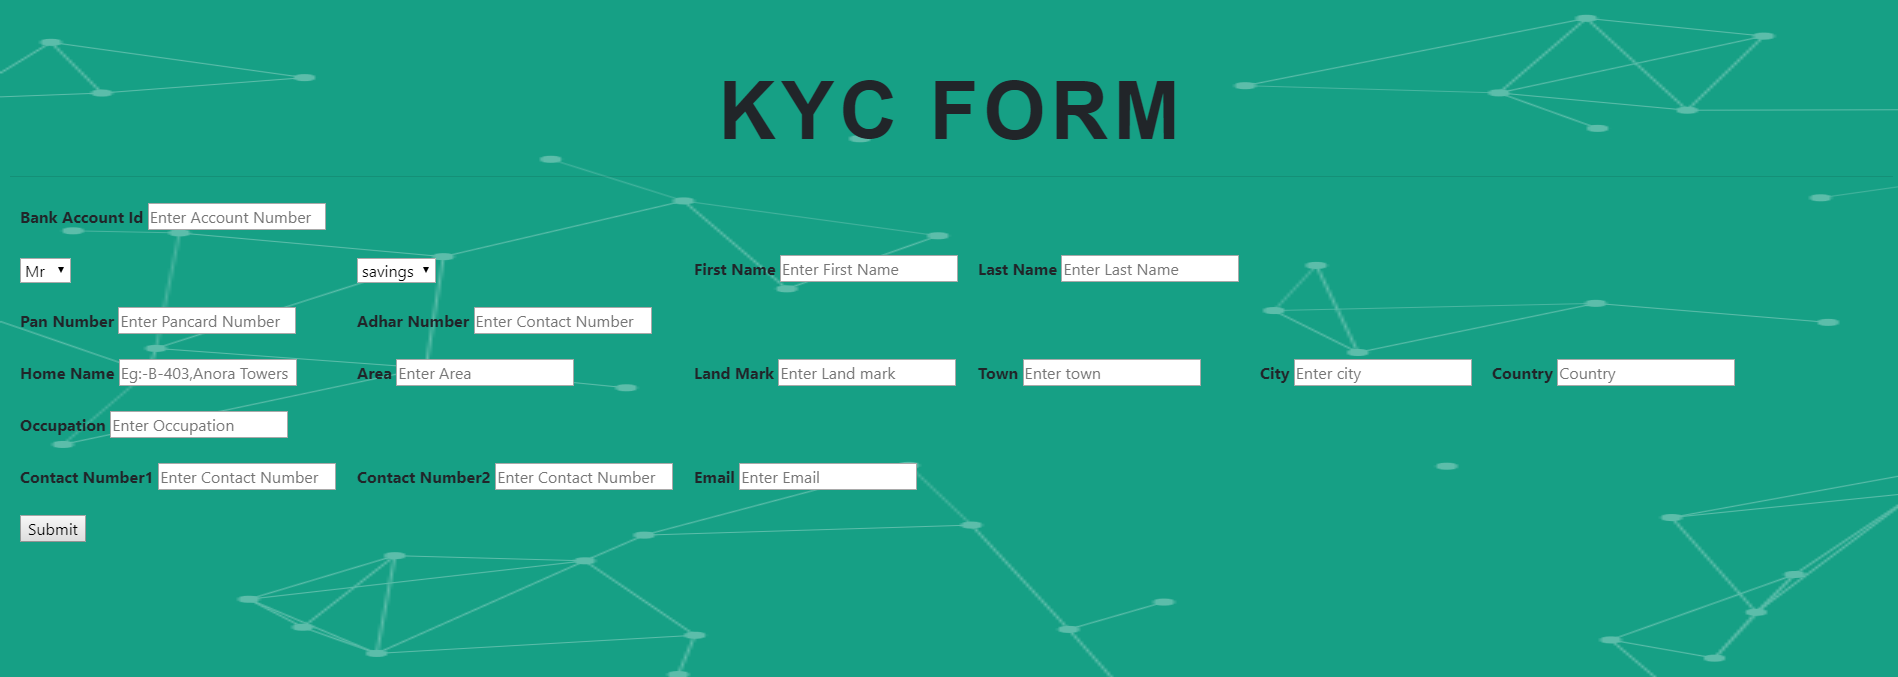 KYC FORM
Bank Account Id Enter Account Number
Mr savings First Name Enter First Name Last Name Enter Last Name
Pan Number Enter Pancard Number Adhar Number Enter Contact Number
Home Name Eg:-B-403,Anora Towers Area Enter Area Land Mark Enter Land mark Town Enter town City Enter city Country Country
Occupation Enter Occupation
Contact Number1 Enter Contact Number Contact Number2 Enter Contact Number Email Enter Email
Submit